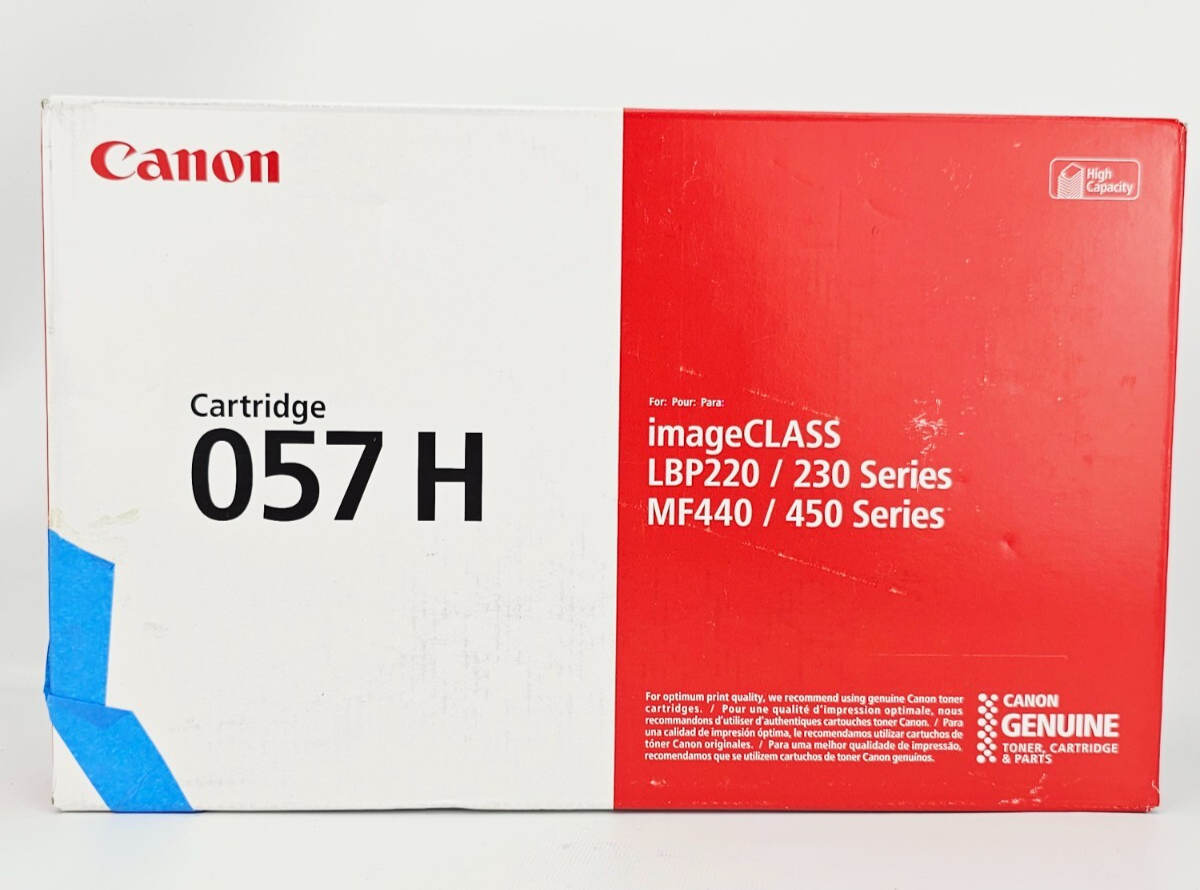 Canon
High
Capacity
Cartridge
057 H
For: Pour: Para:
imageCLASS
LBP220 / 230 Series
MF440 / 450 Series
For optimum print quality, we recommend using genuine Canon toner
cartridges. / Pour une qualité d'impression optimale, nous
recommandons d'utiliser d'authentiques cartouches toner Canon. / Para
una calidad de impresión óptima, le recomendamos utilizar cartuchos de
tóner Canon originales. / Para uma melhor qualidade de impressão,
recomendamos que se utilizem cartuchos de toner Canon genuínos.
CANON
GENUINE
TONER, CARTRIDGE
& PARTS